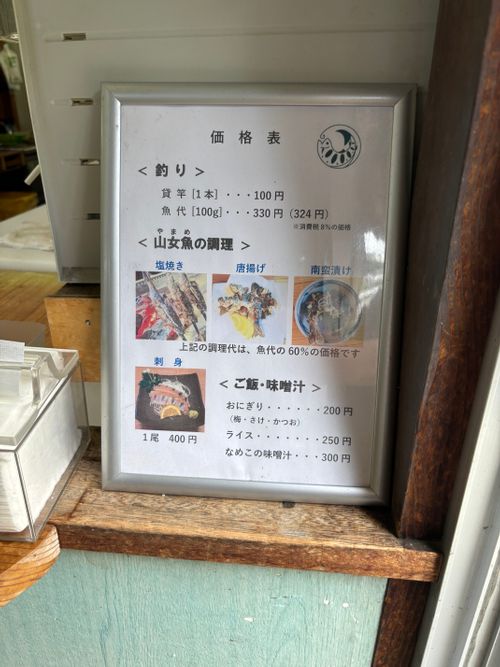 価格表
< 釣り >
貸竿 [1本]・・・100円
魚代 [100g]・・・330円（324円）
※消費税8%の価格
やまめ
< 山女魚の調理 >
塩焼き 唐揚げ 南蛮漬け
上記の調理代は、魚代の60%の価格です
刺身
1尾 400円
< ご飯・味噌汁 >
おにぎり・・・・・・・200円
（梅・さけ・かつお）
ライス・・・・・・・・250円
なめこの味噌汁・・・300円